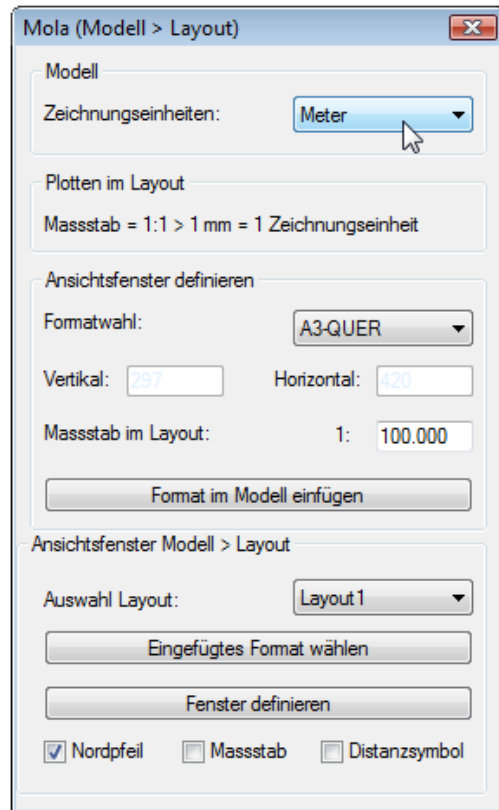 Mola (Modell > Layout)
Modell
Zeichnungseinheiten: Meter
Plotten im Layout
Massstab = 1:1 > 1 mm = 1 Zeichnungseinheit
Ansichtsfenster definieren
Formatwahl: A3-QUER
Vertikal: 297 Horizontal: 420
Massstab im Layout: 1: 100.000
Format im Modell einfügen
Ansichtsfenster Modell > Layout
Auswahl Layout: Layout1
Eingefügtes Format wählen
Fenster definieren
Nordpfeil Massstab Distanzsymbol